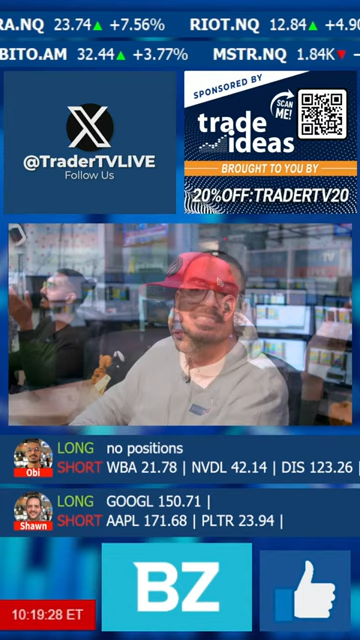 RA.NQ 23.74▲ +7.56% RIOT.NQ 12.84▲ +4.90
BITO.AM 32.44▲ +3.77% MSTR.NQ 1.84K▼ -
X
@TraderTVLIVE
Follow Us
SPONSORED BY
SCAN ME!
trade ideas
BROUGHT TO YOU BY
20%OFF:TRADERTV20
Obi
LONG no positions
SHORT WBA 21.78 | NVDL 42.14 | DIS 123.26
Shawn
LONG GOOGL 150.71 |
SHORT AAPL 171.68 | PLTR 23.94 |
BZ
10:19:28 ET